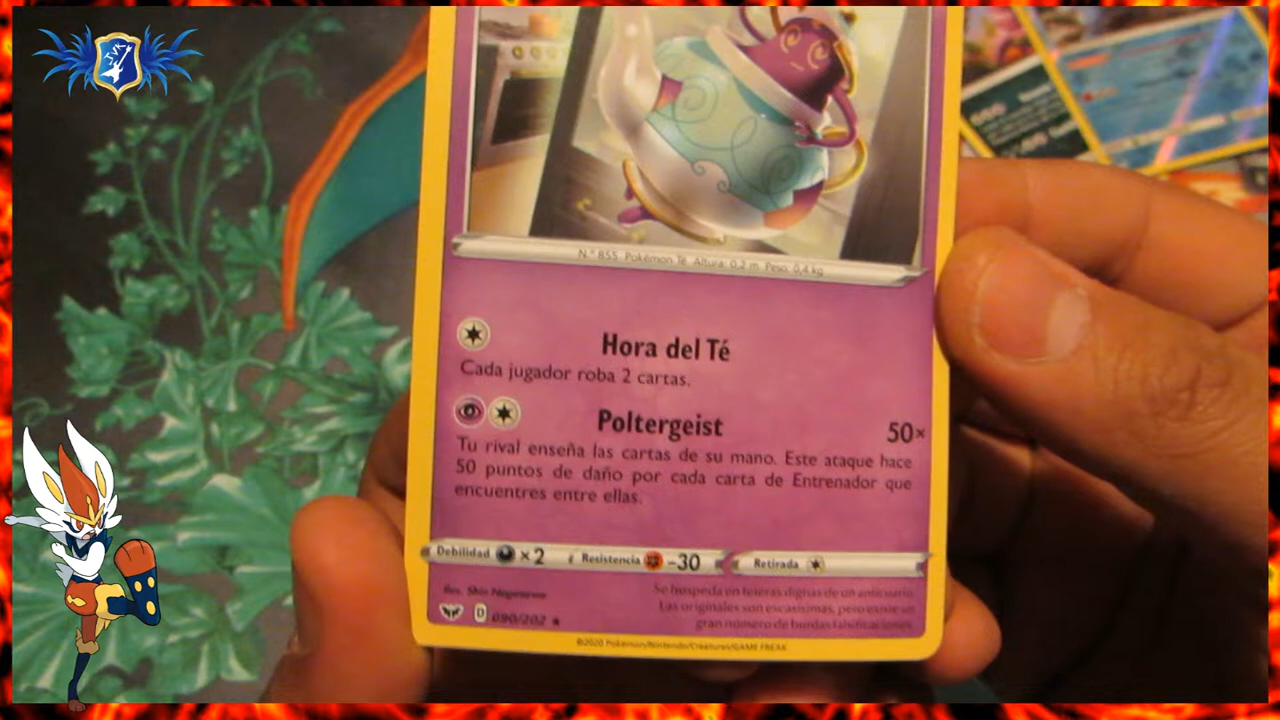 N.º 855 Pokémon Té Altura: 0,2 m Peso: 0,4 kg
Hora del Té
Cada jugador roba 2 cartas.
Poltergeist 50×
Tu rival enseña las cartas de su mano. Este ataque hace
50 puntos de daño por cada carta de Entrenador que
encuentres entre ellas.
Debilidad ×2 Resistencia -30 Retirada
Ilus. Shin Nagasawa
Se hospeda en teteras dignas de un anticuario.
Las originales son escasísimas, pero existe un
gran número de burdas falsificaciones.
D 090/202
©2020 Pokémon/Nintendo/Creatures/GAME FREAK